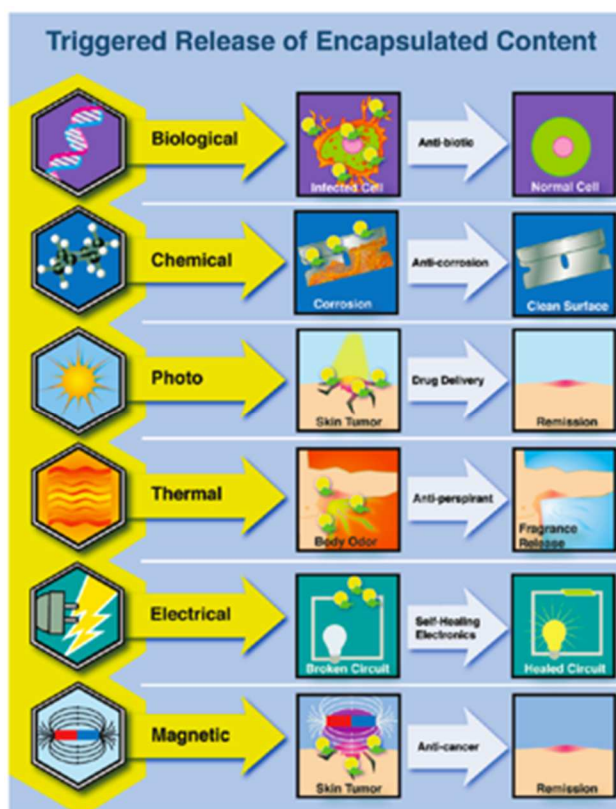 Triggered Release of Encapsulated Content
Biological
Infected Cell
Anti-biotic
Normal Cell
Chemical
Corrosion
Anti-corrosion
Clean Surface
Photo
Skin Tumor
Drug Delivery
Remission
Thermal
Body Odor
Anti-perspirant
Fragrance
Release
Electrical
Broken Circuit
Self-Healing
Electronics
Healed Circuit
Magnetic
Skin Tumor
Anti-cancer
Remission